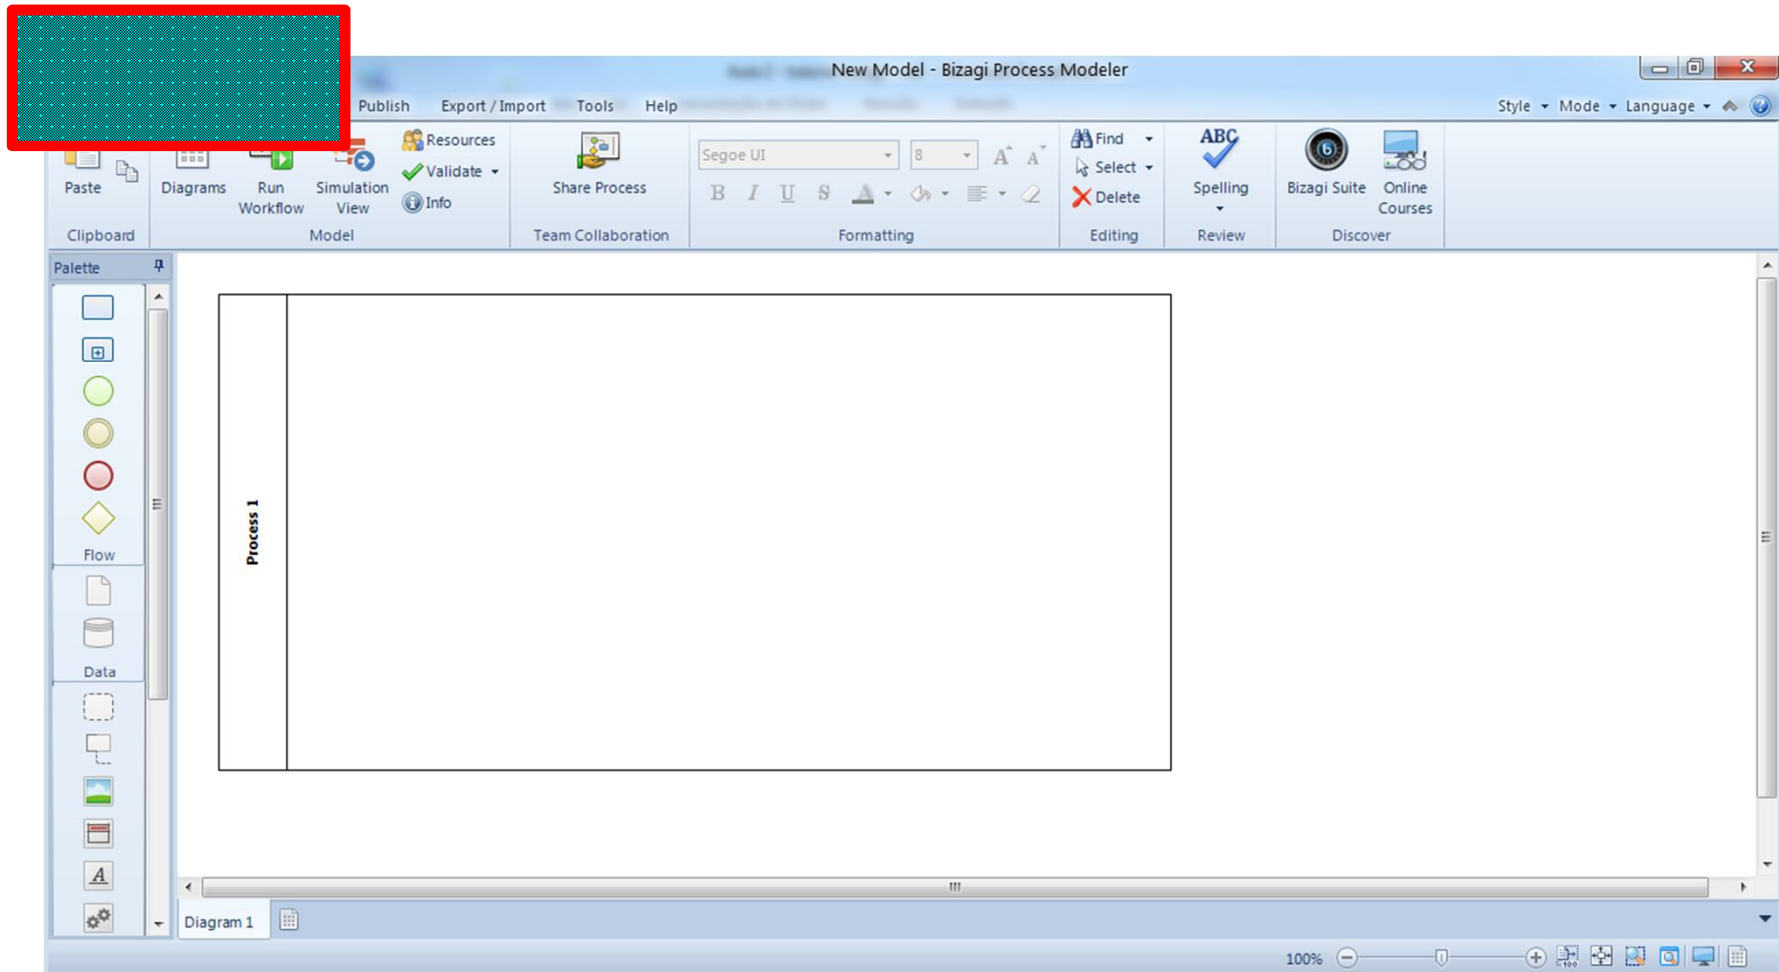 New Model - Bizagi Process Modeler
Publish Export / Import Tools Help Style Mode Language
Paste
Clipboard
Diagrams Run Workflow Simulation View
Resources
Validate
Info
Model
Share Process
Team Collaboration
Segoe UI 8
B I U S A
Formatting
Find
Select
Delete
Editing
ABC
Spelling
Review
Bizagi Suite Online Courses
Discover
Palette
Flow
Data
Process 1
Diagram 1
100%